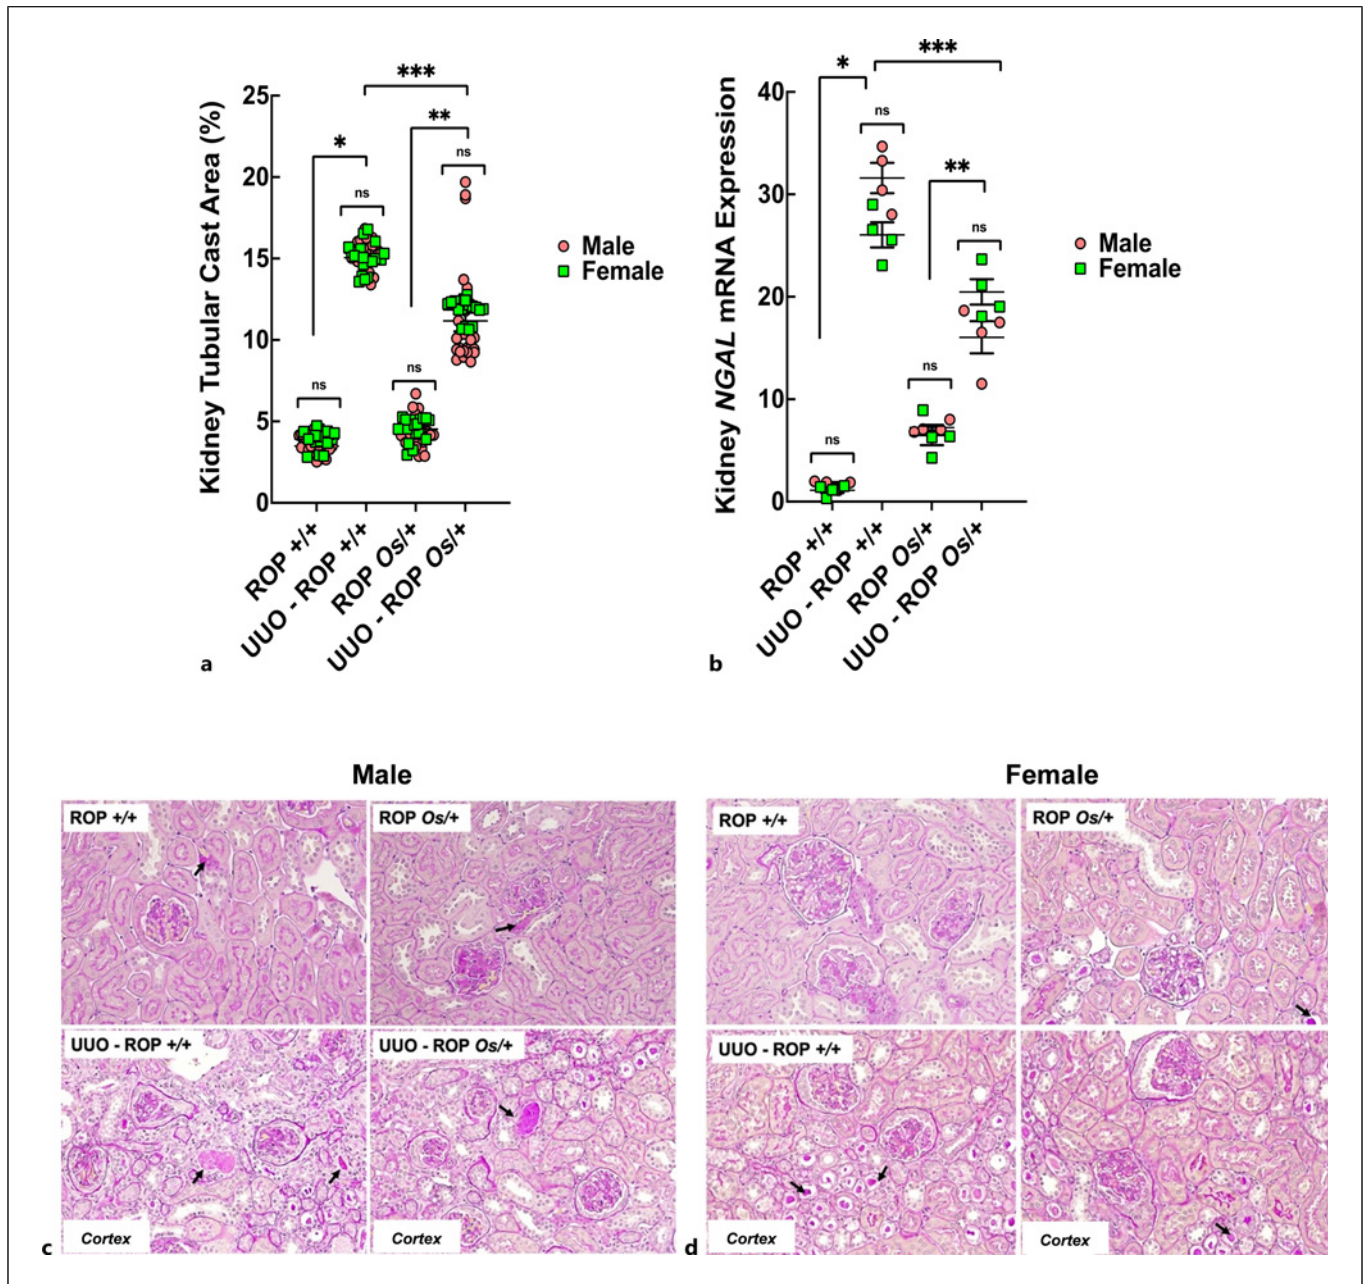 ***
**
*
ns
ns
ns
ns
25
20
15
10
5
0
Kidney Tubular Cast Area (%)
Male
Female
ROP +/+
UUO - ROP +/+
ROP Os/+
UUO - ROP Os/+
a
***
*
**
ns
ns
ns
ns
40
30
20
10
0
Kidney NGAL mRNA Expression
Male
Female
ROP +/+
UUO - ROP +/+
ROP Os/+
UUO - ROP Os/+
b
Male
ROP +/+
ROP Os/+
UUO - ROP +/+
UUO - ROP Os/+
Cortex
c
Female
ROP +/+
ROP Os/+
UUO - ROP +/+
Cortex
Cortex
d